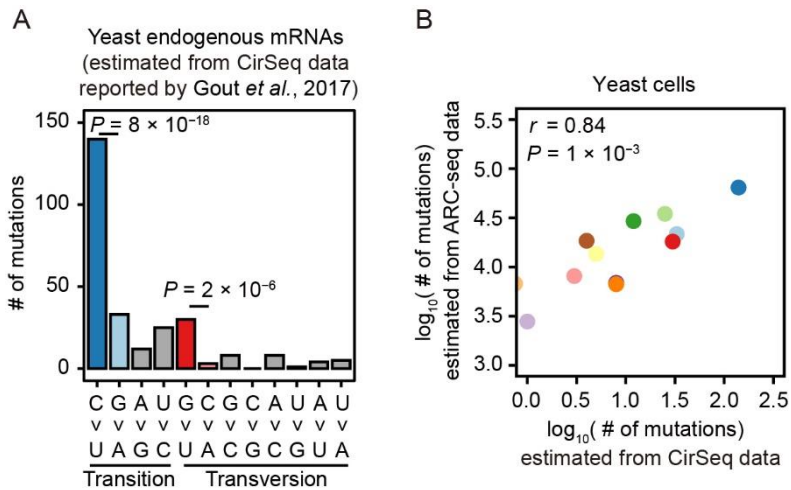 A
Yeast endogenous mRNAs
(estimated from CirSeq data
reported by Gout et al., 2017)
P = 8 × 10⁻¹⁸
P = 2 × 10⁻⁶
# of mutations
150
100
50
0
C G A U G C G C A U A U
> > > > > > > > > > > >
U A G C U A C G C G U A
Transition Transversion
B
Yeast cells
r = 0.84
P = 1 × 10⁻³
log₁₀( # of mutations)
estimated from ARC-seq data
5.5
5.0
4.5
4.0
3.5
3.0
0.0 0.5 1.0 1.5 2.0 2.5
log₁₀( # of mutations)
estimated from CirSeq data